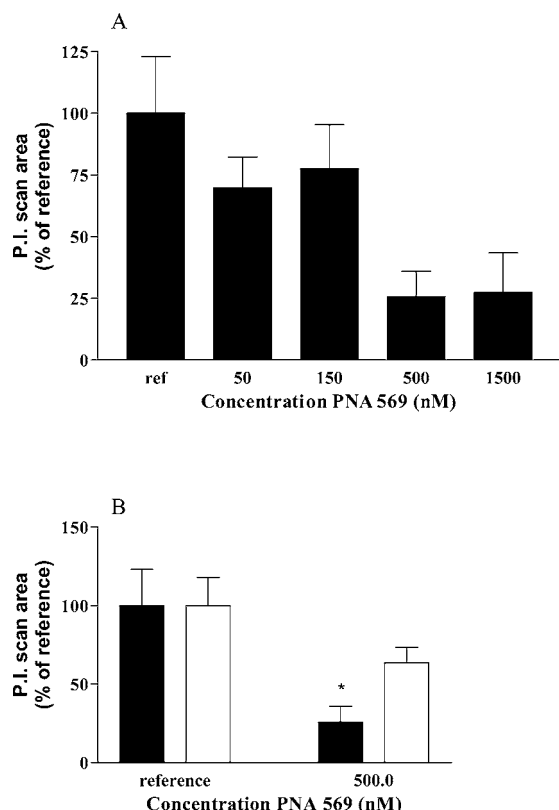 A
125
100
75
50
25
0
P.I. scan area
(% of reference)
ref 50 150 500 1500
Concentration PNA 569 (nM)
B
150
100
50
0
P.I. scan area
(% of reference)
*
reference 500.0
Concentration PNA 569 (nM)